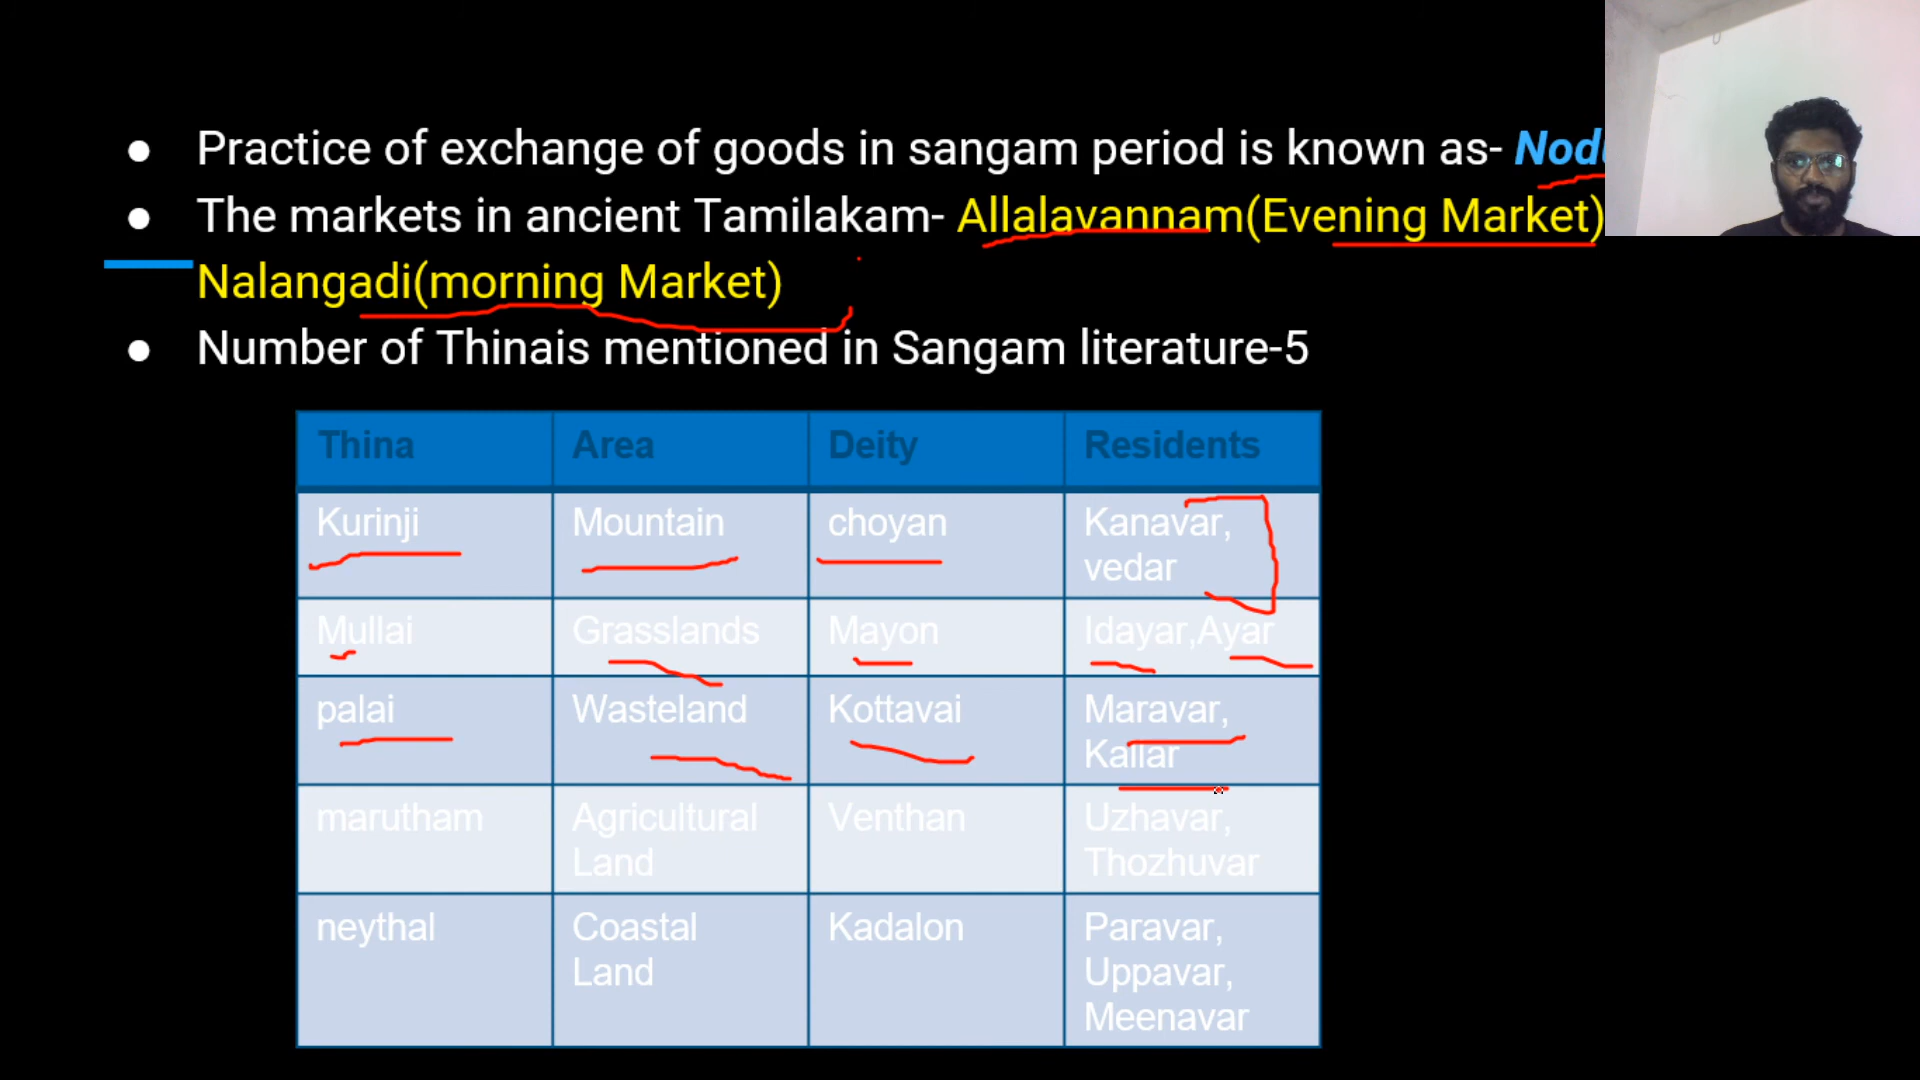 Practice of exchange of goods in sangam period is known as-
The markets in ancient Tamilakam- Allalavannam(Evening Market)
Nalangadi(morning Market)
Number of Thinais mentioned in Sangam literature-5
Thina Area Deity Residents
Kurinji Mountain choyan Kanavar,
vedar
Mullai Grasslands Mayon Idayar,Ayar
palai Wasteland Kottavai Maravar,
Kallar
marutham Agricultural Land Venthan Uzhavar,
Thozhuvar
neythal Coastal Land Kadalon Paravar,
Uppavar,
Meenavar